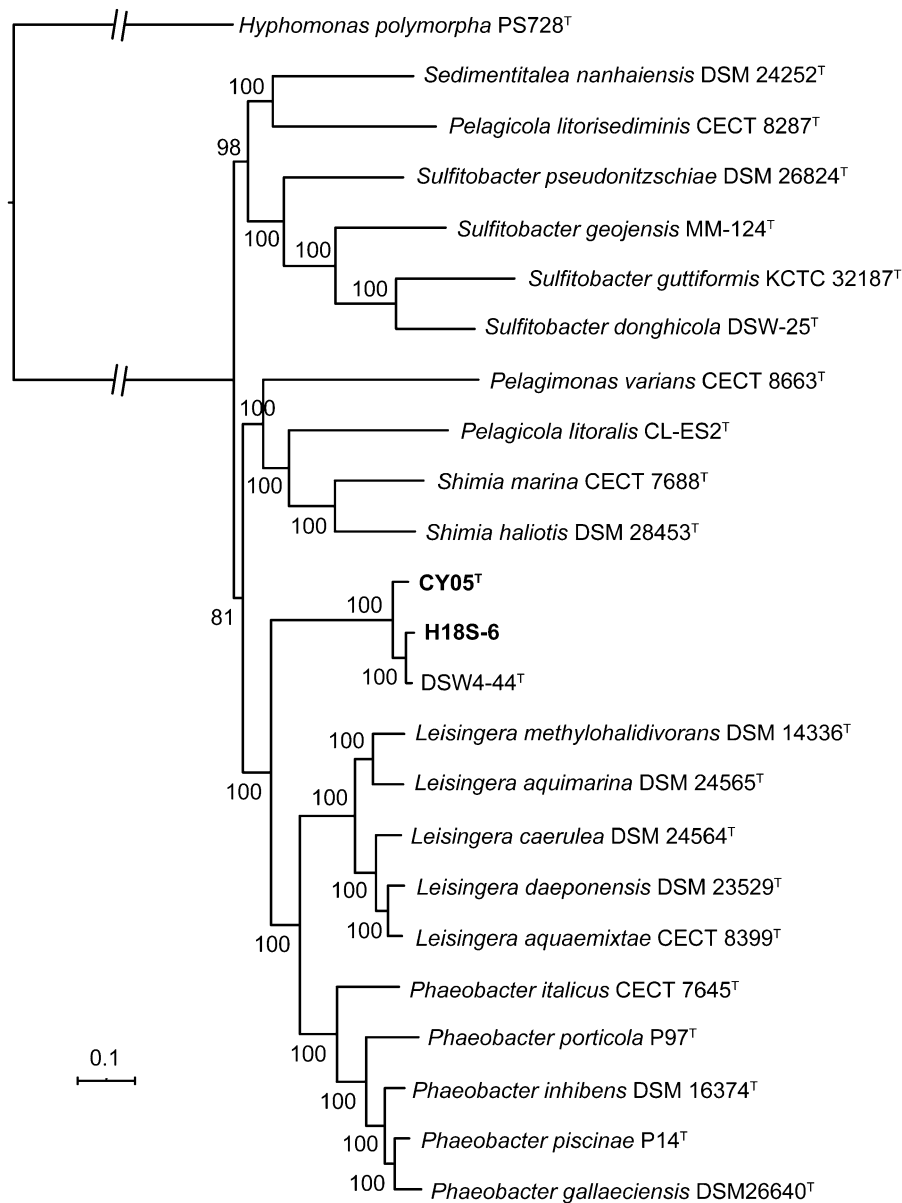 Hyphomonas polymorpha PS728ᵀ
Sedimentitalea nanhaiensis DSM 24252ᵀ
100
Pelagicola litorisediminis CECT 8287ᵀ
98
Sulfitobacter pseudonitzschiae DSM 26824ᵀ
Sulfitobacter geojensis MM-124ᵀ
100
100
Sulfitobacter guttiformis KCTC 32187ᵀ
100
Sulfitobacter donghicola DSW-25ᵀ
Pelagimonas varians CECT 8663ᵀ
100
Pelagicola litoralis CL-ES2ᵀ
Shimia marina CECT 7688ᵀ
100
100
Shimia haliotis DSM 28453ᵀ
CY05ᵀ
100
81
H18S-6
100
DSW4-44ᵀ
Leisingera methylohalidivorans DSM 14336ᵀ
100
Leisingera aquimarina DSM 24565ᵀ
100
100
Leisingera caerulea DSM 24564ᵀ
Leisingera daeponensis DSM 23529ᵀ
100
100
Leisingera aquaemixtae CECT 8399ᵀ
100
Phaeobacter italicus CECT 7645ᵀ
Phaeobacter porticola P97ᵀ
100
0.1
Phaeobacter inhibens DSM 16374ᵀ
100
Phaeobacter piscinae P14ᵀ
100
100
Phaeobacter gallaeciensis DSM26640ᵀ